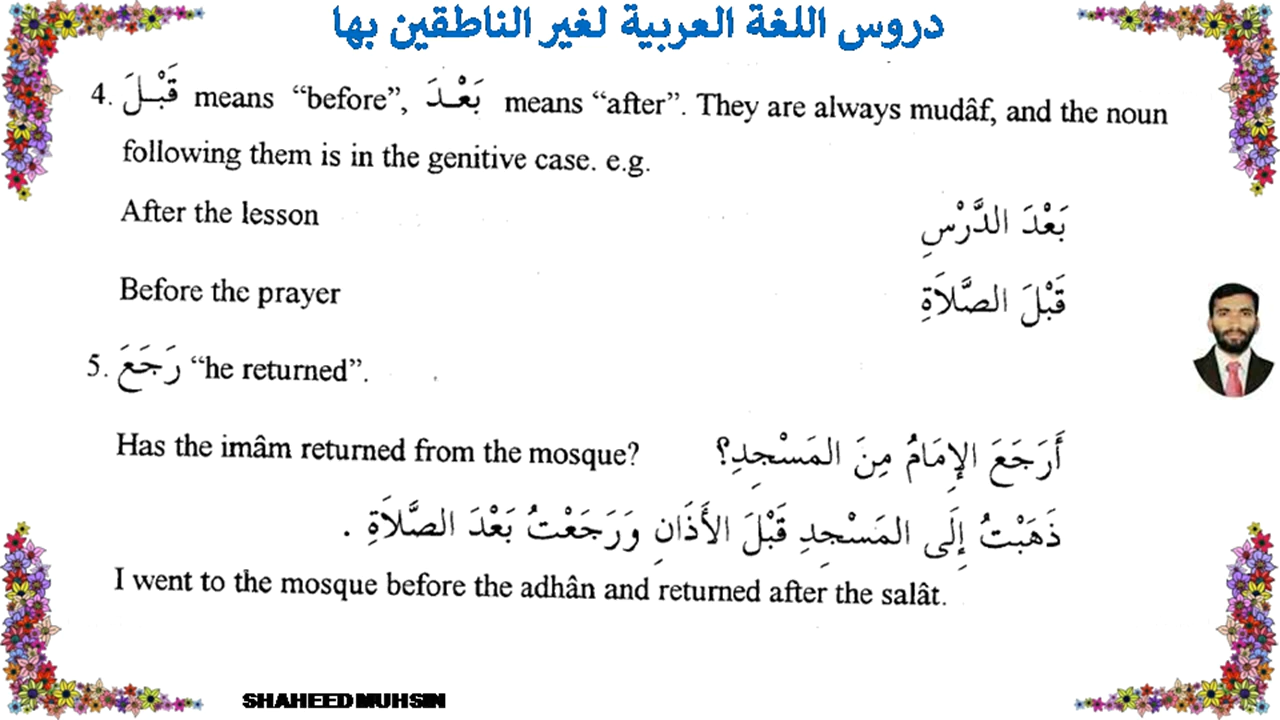 دروس اللغة العربية لغير الناطقين بها
4. قَبْـلَ means “before”, بَعْـدَ means “after”. They are always mudâf, and the noun
following them is in the genitive case. e.g.
After the lesson بَعْدَ الدَّرْسِ
Before the prayer قَبْلَ الصَّلاَةِ
5. رَجَعَ “he returned”.
Has the imâm returned from the mosque? أَرَجَعَ الإِمَامُ مِنَ المَسْجِدِ؟
ذَهَبْتُ إِلَى المَسْجِدِ قَبْلَ الأَذَانِ وَرَجَعْتُ بَعْدَ الصَّلاَةِ .
I went to the mosque before the adhân and returned after the salât.
SHAHEED MUHSIN